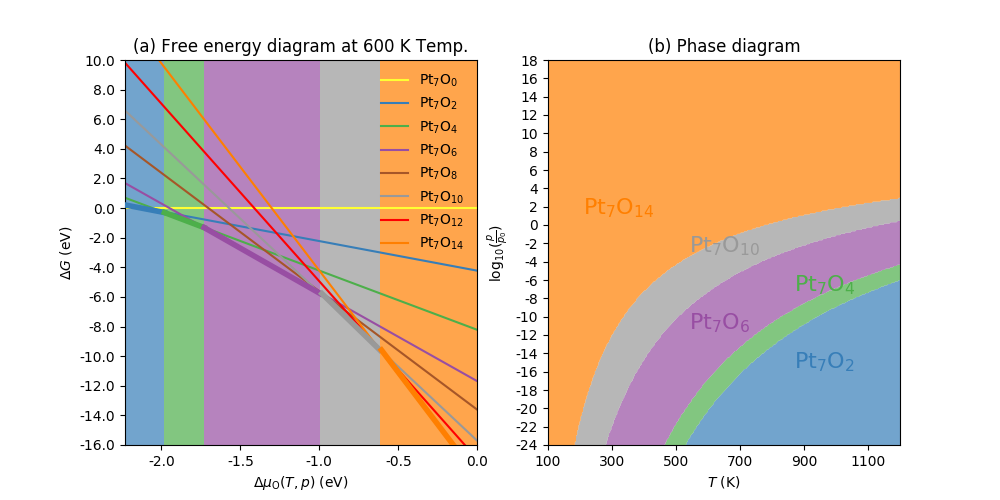 (a) Free energy diagram at 600 K Temp.
10.0
8.0
6.0
4.0
2.0
0.0
-2.0
-4.0
-6.0
-8.0
-10.0
-12.0
-14.0
-16.0
ΔG (eV)
Pt₇O₀
Pt₇O₂
Pt₇O₄
Pt₇O₆
Pt₇O₈
Pt₇O₁₀
Pt₇O₁₂
Pt₇O₁₄
-2.0 -1.5 -1.0 -0.5 0.0
Δμ_O(T, p) (eV)
(b) Phase diagram
18
16
14
12
10
8
6
4
2
0
-2
-4
-6
-8
-10
-12
-14
-16
-18
-20
-22
-24
log₁₀(p/p₀)
Pt₇O₁₄
Pt₇O₁₀
Pt₇O₄
Pt₇O₆
Pt₇O₂
100 300 500 700 900 1100
T (K)